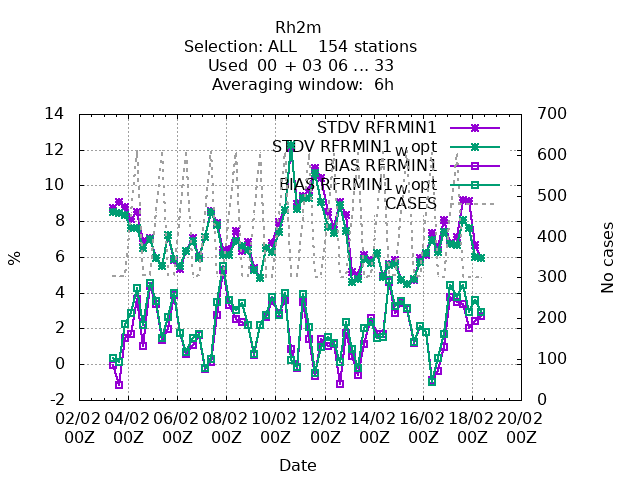 Rh2m
Selection: ALL    154 stations
Used  00 + 03 06 ... 33
Averaging window:  6h
14
12
10
8
6
4
2
0
-2
700
600
500
400
300
200
100
0
STDV RFRMIN1
STDV RFRMIN1_w opt
BIAS RFRMIN1
BIAS RFRMIN1_w opt
CASES
%
No cases
02/02 04/02 06/02 08/02 10/02 12/02 14/02 16/02 18/02 20/02
00Z 00Z 00Z 00Z 00Z 00Z 00Z 00Z 00Z 00Z
Date